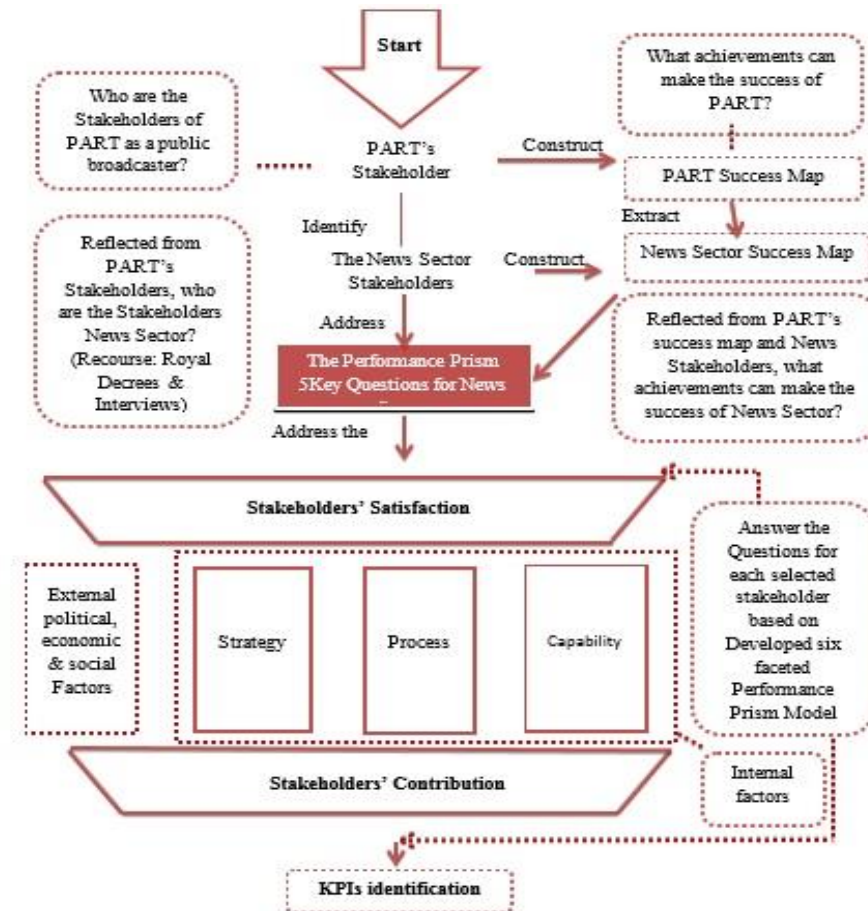 Start
What achievements can
make the success of
PART?
Who are the
Stakeholders of
PART as a public
broadcaster?
PART's
Stakeholder
Construct
PART Success Map
Extract
Identify
Reflected from
PART's
Stakeholders, who
are the Stakeholders
News Sector?
(Recourse: Royal
Decrees &
Interviews)
The News Sector
Stakeholders
Construct
News Sector Success Map
Address
Reflected from PART's
success map and News
Stakeholders, what
achievements can make the
success of News Sector?
The Performance Prism
5Key Questions for News
Address the
Stakeholders' Satisfaction
External
political,
economic
& social
Factors
Strategy
Process
Capability
Answer the
Questions for
each selected
stakeholder
based on
Developed six
faceted
Performance
Prism Model
Stakeholders' Contribution
Internal
factors
KPIs identification